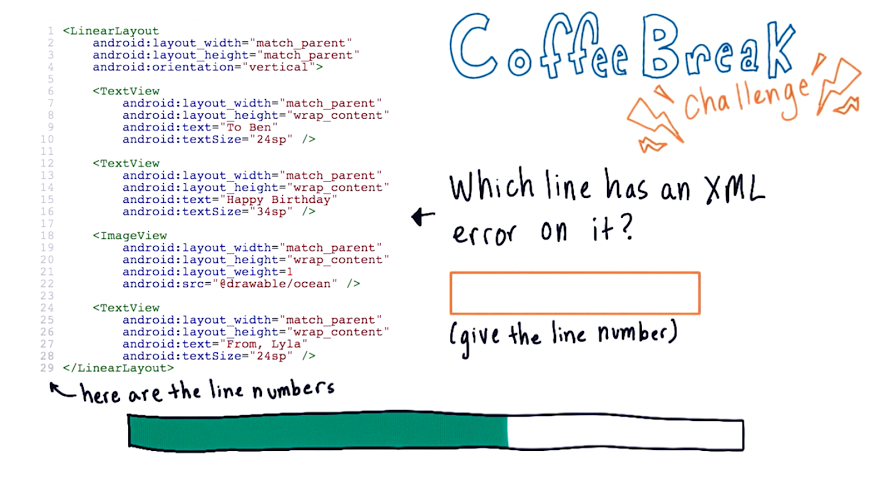 1 <LinearLayout
2 android:layout_width="match_parent"
3 android:layout_height="match_parent"
4 android:orientation="vertical">
5
6 <TextView
7 android:layout_width="match_parent"
8 android:layout_height="wrap_content"
9 android:text="To Ben"
10 android:textSize="24sp" />
11
12 <TextView
13 android:layout_width="match_parent"
14 android:layout_height="wrap_content"
15 android:text="Happy Birthday"
16 android:textSize="34sp" />
17
18 <ImageView
19 android:layout_width="match_parent"
20 android:layout_height="wrap_content"
21 android:layout_weight=1
22 android:src="@drawable/ocean" />
23
24 <TextView
25 android:layout_width="match_parent"
26 android:layout_height="wrap_content"
27 android:text="From, Lyla"
28 android:textSize="24sp" />
29 </LinearLayout>
here are the line numbers
Coffee Break
Challenge
Which line has an XML
error on it?
(give the line number)